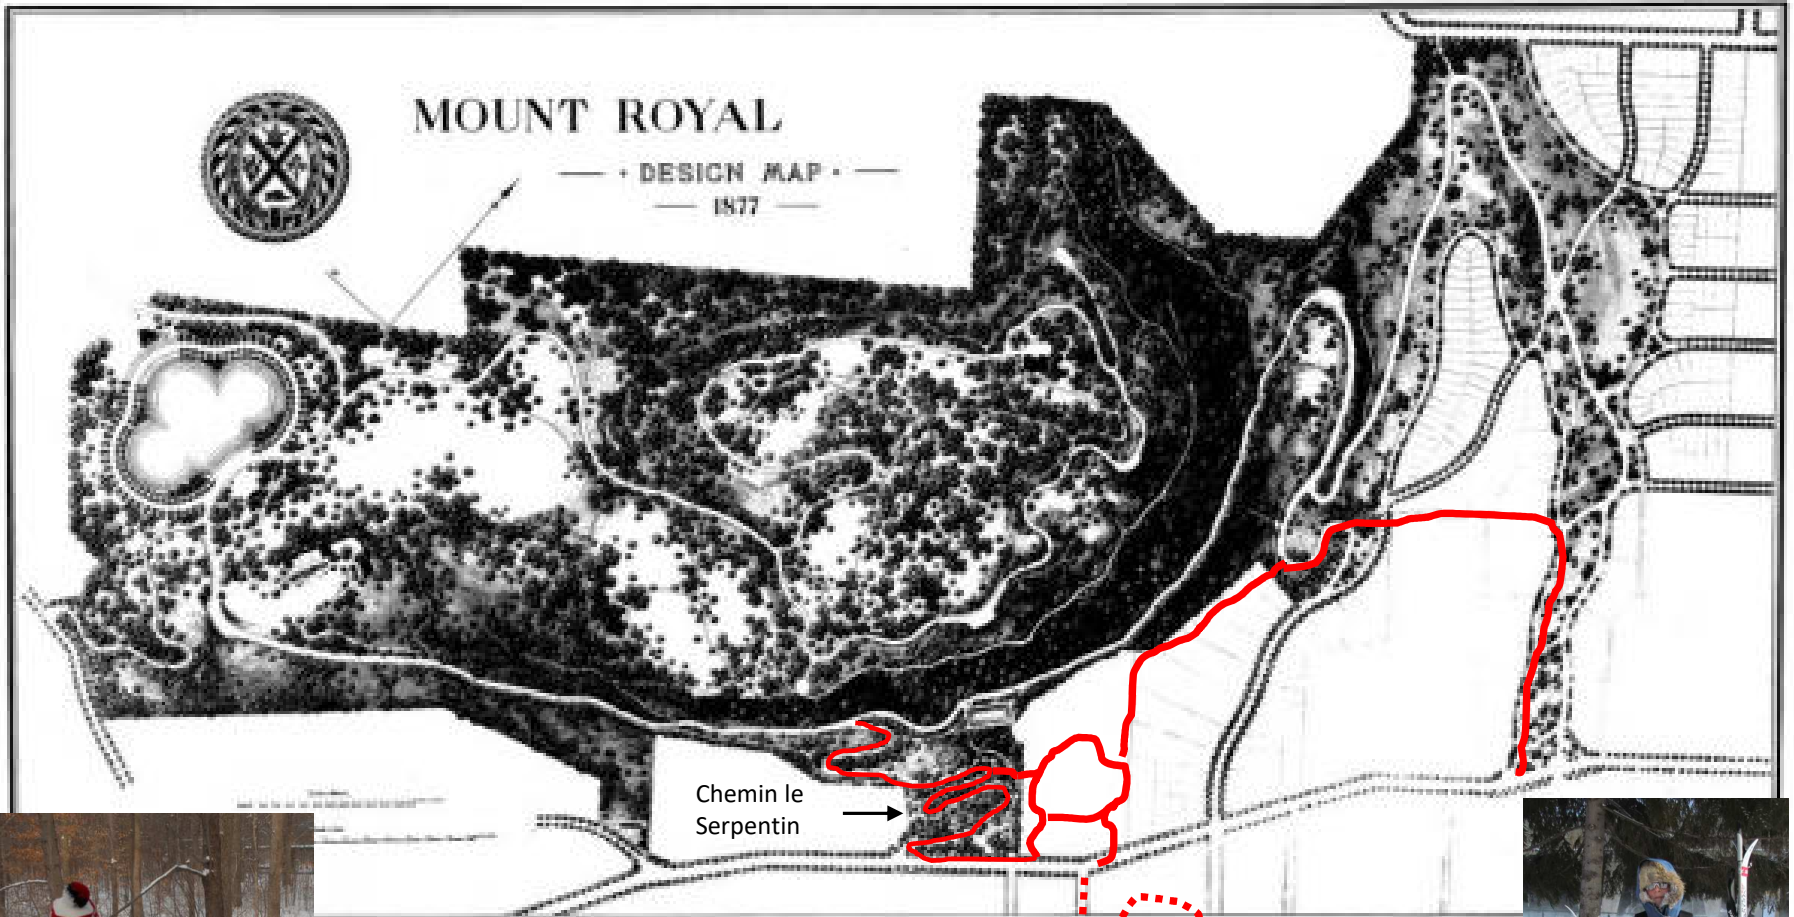 MOUNT ROYAL
· DESIGN MAP ·
1877
Chemin le
Serpentin